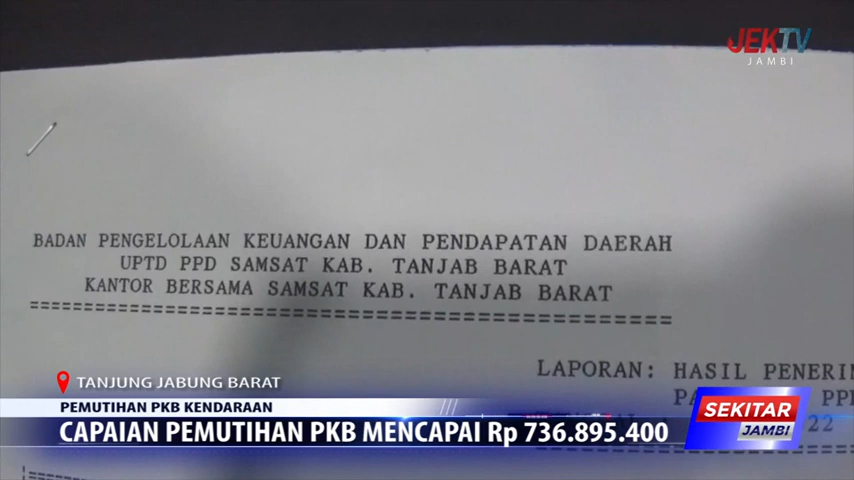 JEKTV
JAMBI
BADAN PENGELOLAAN KEUANGAN DAN PENDAPATAN DAERAH
UPTD PPD SAMSAT KAB. TANJAB BARAT
KANTOR BERSAMA SAMSAT KAB. TANJAB BARAT
LAPORAN: HASIL PENERI
TANJUNG JABUNG BARAT
PEMUTIHAN PKB KENDARAAN
CAPAIAN PEMUTIHAN PKB MENCAPAI Rp 736.895.400
SEKITAR
JAMBI